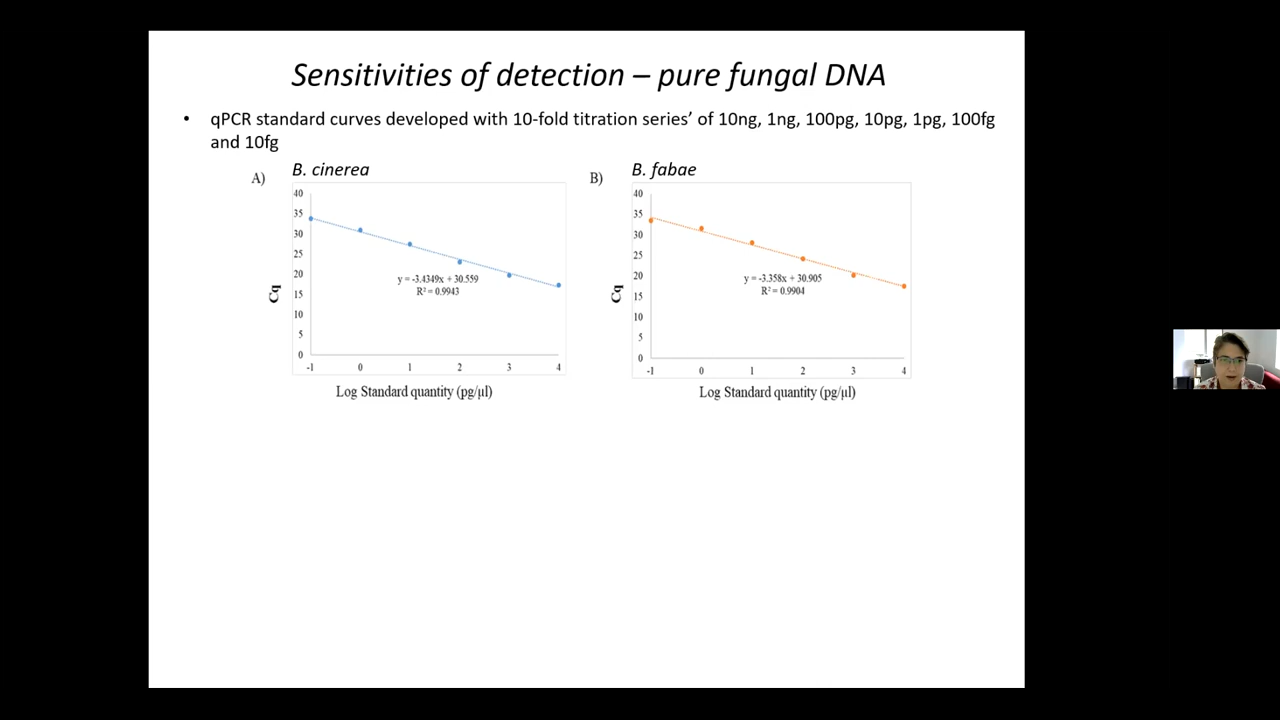 Sensitivities of detection – pure fungal DNA
• qPCR standard curves developed with 10-fold titration series’ of 10ng, 1ng, 100pg, 10pg, 1pg, 100fg
and 10fg
A) B. cinerea
40
35
30
25
20
15
10
5
0
Cq
y = -3.4349x + 30.559
R² = 0.9943
-1 0 1 2 3 4
Log Standard quantity (pg/µl)
B) B. fabae
40
35
30
25
20
15
10
5
0
Cq
y = -3.358x + 30.905
R² = 0.9904
-1 0 1 2 3 4
Log Standard quantity (pg/µl)